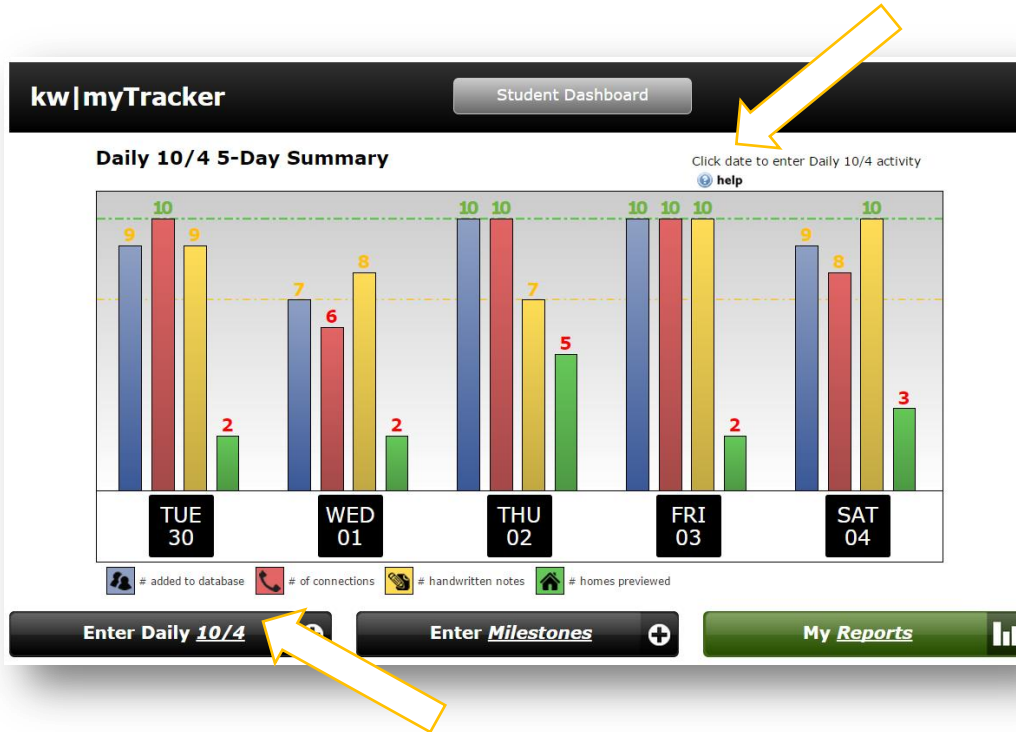 kw|myTracker
Student Dashboard
Daily 10/4 5-Day Summary
Click date to enter Daily 10/4 activity
help
9 10 9 2
7 6 8 2
10 10 7 5
10 10 10 2
9 8 10 3
TUE
30
WED
01
THU
02
FRI
03
SAT
04
# added to database
# of connections
# handwritten notes
# homes previewed
Enter Daily 10/4
Enter Milestones
My Reports